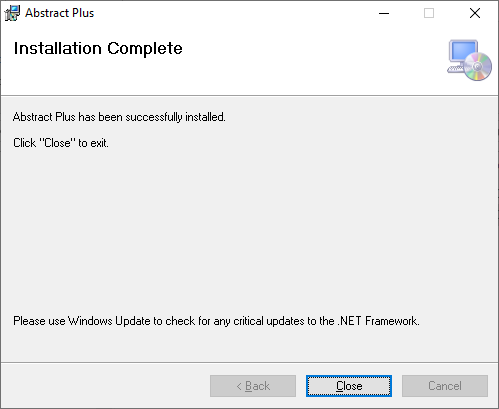 Abstract Plus
Installation Complete
Abstract Plus has been successfully installed.
Click "Close" to exit.
Please use Windows Update to check for any critical updates to the .NET Framework.
< Back Close Cancel